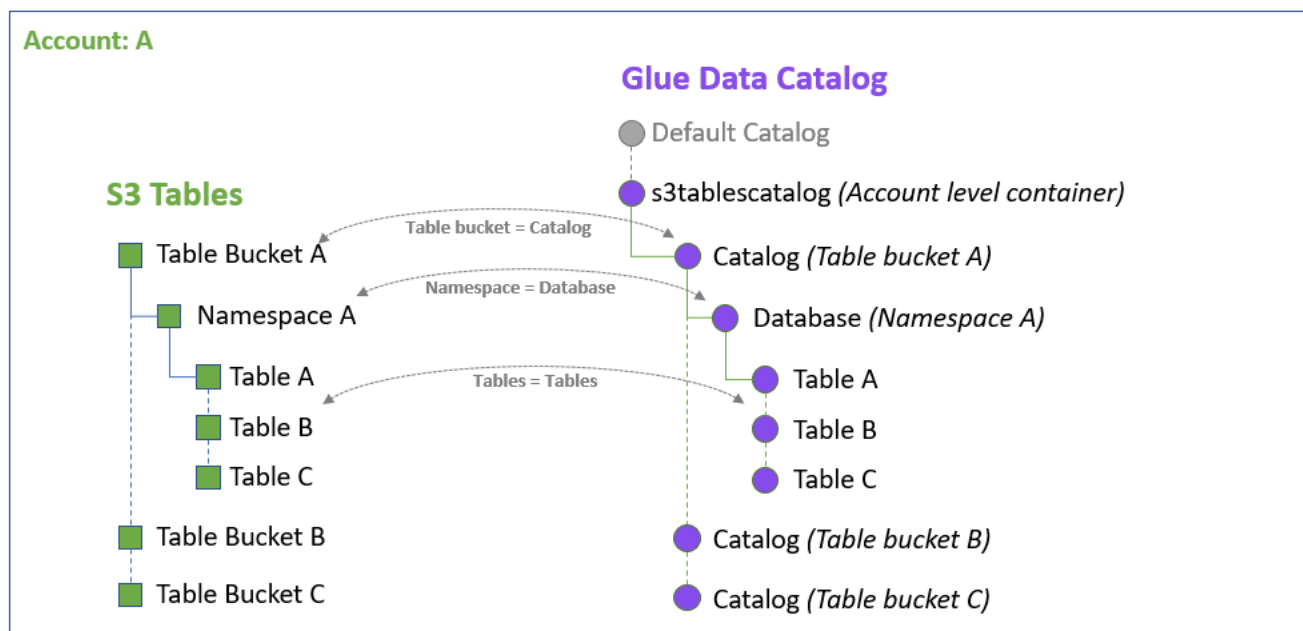 Account: A
Glue Data Catalog
Default Catalog
S3 Tables
s3tablescatalog (Account level container)
Table bucket = Catalog
Table Bucket A
Catalog (Table bucket A)
Namespace = Database
Namespace A
Database (Namespace A)
Tables = Tables
Table A
Table A
Table B
Table B
Table C
Table C
Table Bucket B
Catalog (Table bucket B)
Table Bucket C
Catalog (Table bucket C)